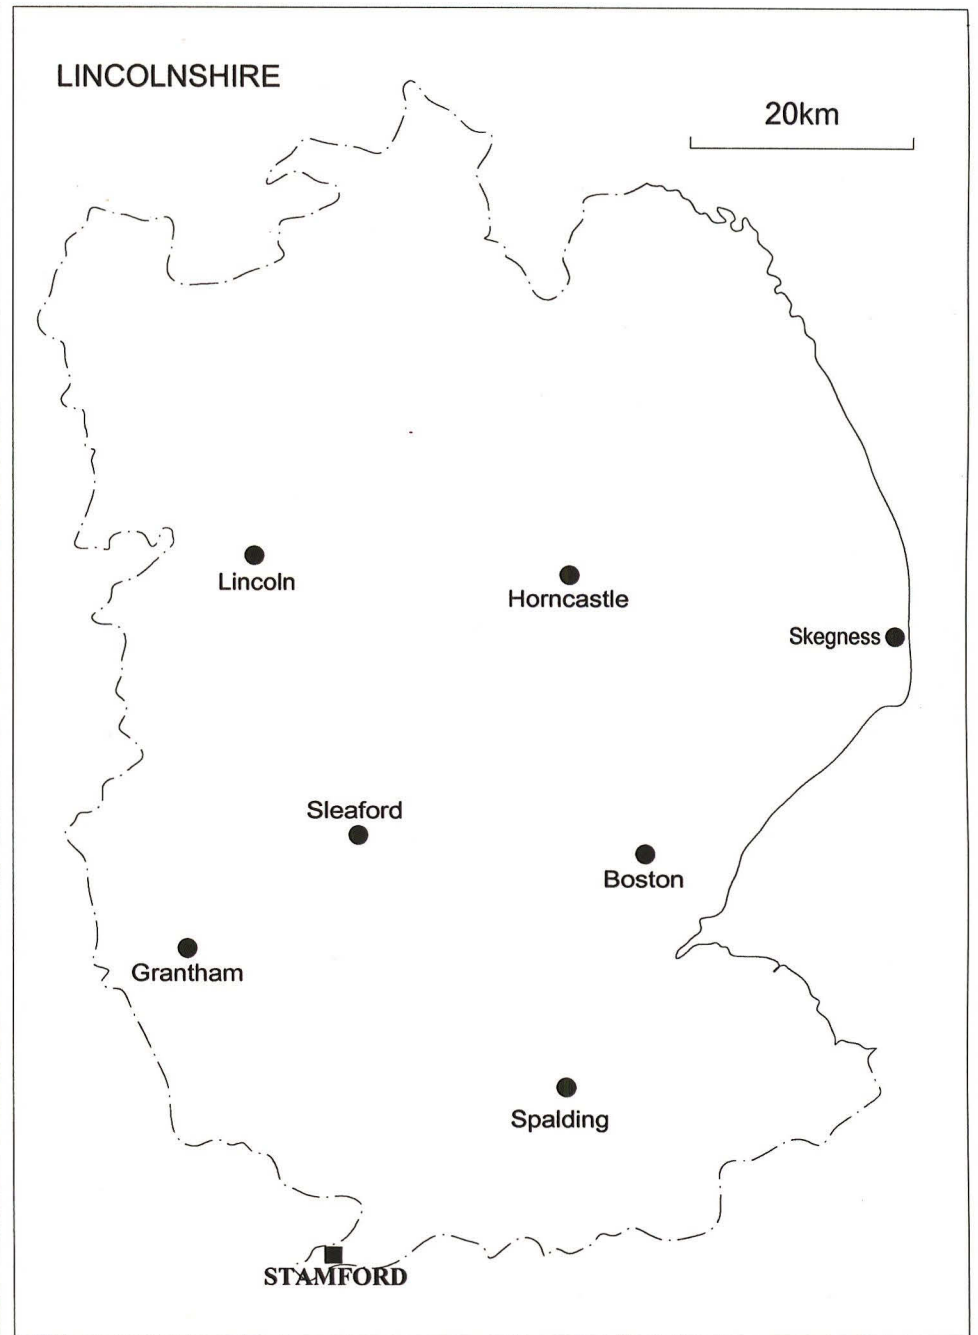 LINCOLNSHIRE
20km
Lincoln
Horncastle
Skegness
Sleaford
Boston
Grantham
Spalding
STAMFORD